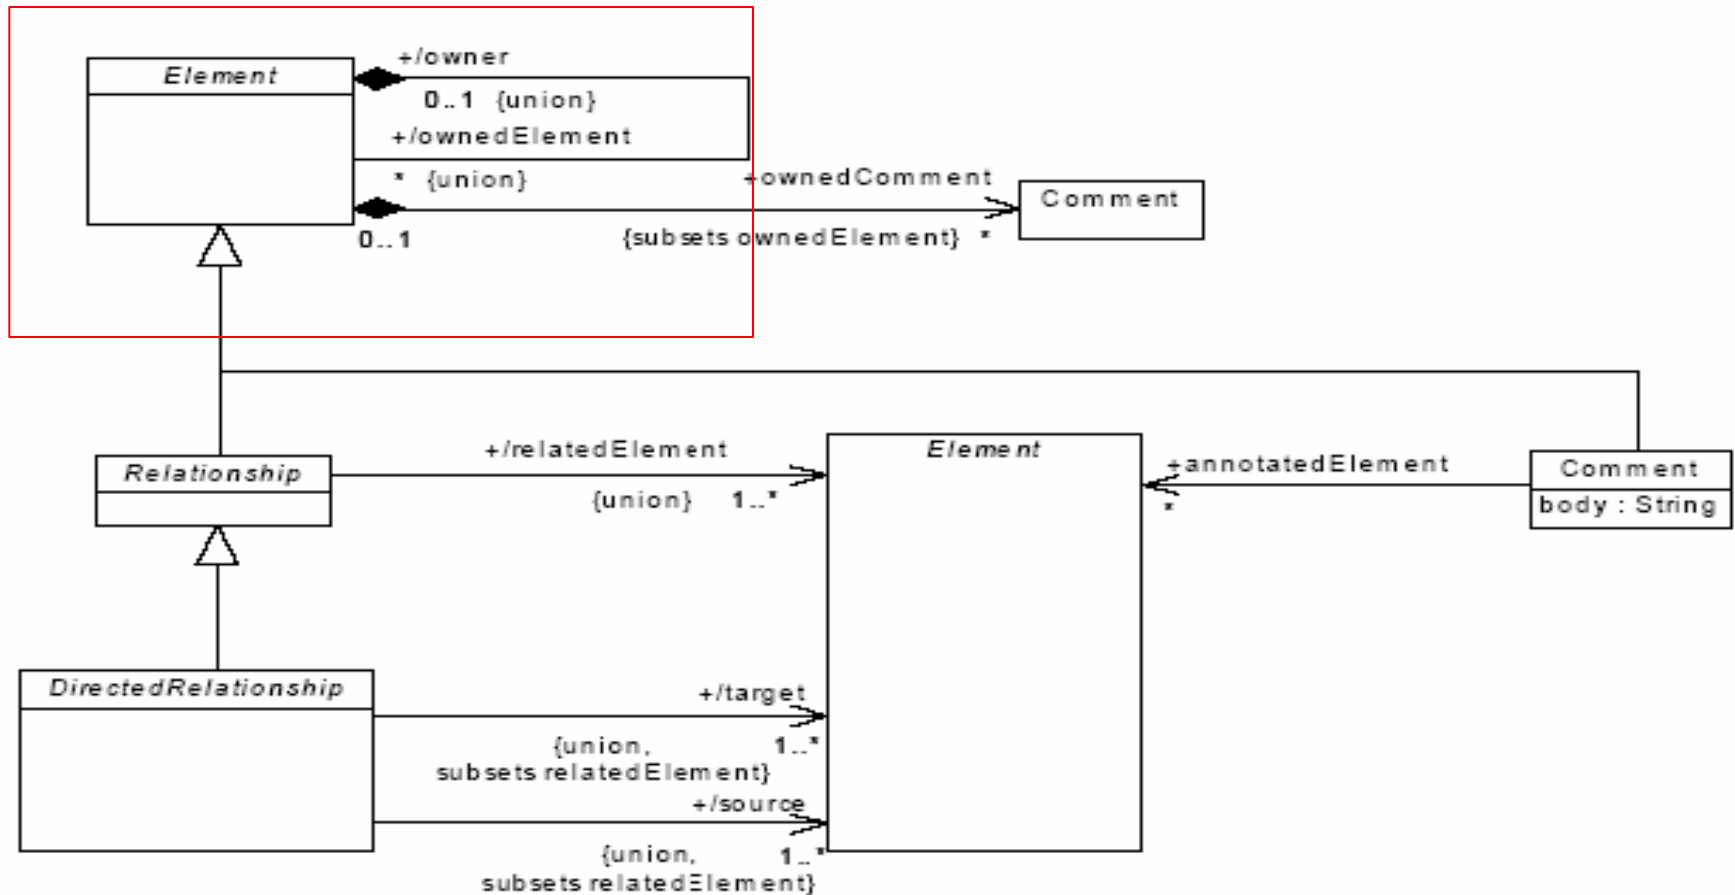 +/owner
Element
0..1 {union}
+/ownedElement
* {union}
+ownedComment
Comment
0..1
{subsets ownedElement} *
+/relatedElement
Element
+annotatedElement
Comment
Relationship
{union} 1..*
*
body : String
DirectedRelationship
+/target
{union,
1..*
subsets relatedElement}
+/source
{union,
1..*
subsets relatedElement}